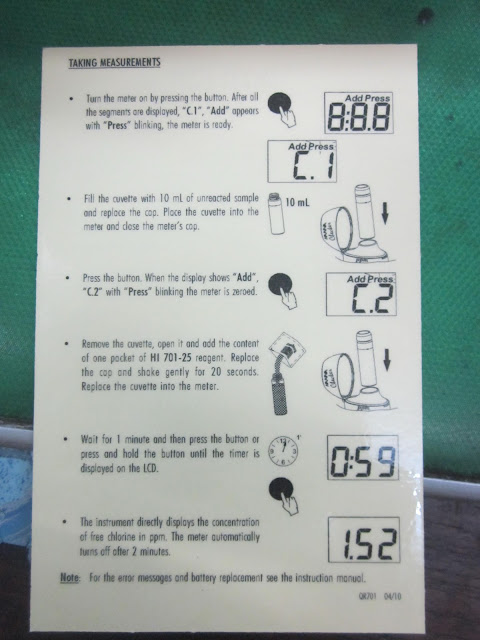 TAKING MEASUREMENTS
• Turn the meter on by pressing the button. After all
the segments are displayed, "C.1", "Add" appears
with "Press" blinking, the meter is ready.
Add Press
8:8.8
Add Press
C.1
• Fill the cuvette with 10 mL of unreacted sample
and replace the cap. Place the cuvette into the
meter and close the meter's cap.
10 mL
• Press the button. When the display shows "Add",
"C.2" with "Press" blinking the meter is zeroed.
Add Press
C.2
• Remove the cuvette, open it and add the content
of one packet of HI 701-25 reagent. Replace
the cap and shake gently for 20 seconds.
Replace the cuvette into the meter.
• Wait for 1 minute and then press the button or
press and hold the button until the timer is
displayed on the LCD.
1'
0:59
• The instrument directly displays the concentration
of free chlorine in ppm. The meter automatically
turns off after 2 minutes.
1.52
Note: For the error messages and battery replacement see the instruction manual.
QR701 04/10